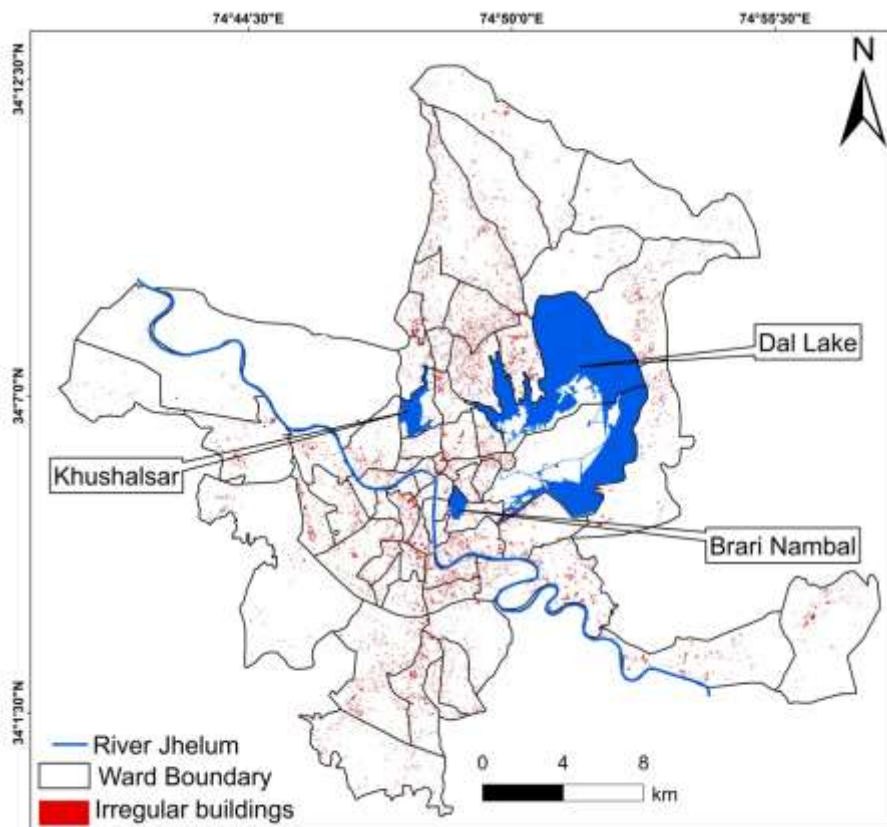 74°44'30"E 74°50'0"E 74°55'30"E
34°12'30"N
N
Dal Lake
34°7'0"N
Khushalsar
Brari Nambal
34°1'30"N
River Jhelum
Ward Boundary
Irregular buildings
0 4 8
km